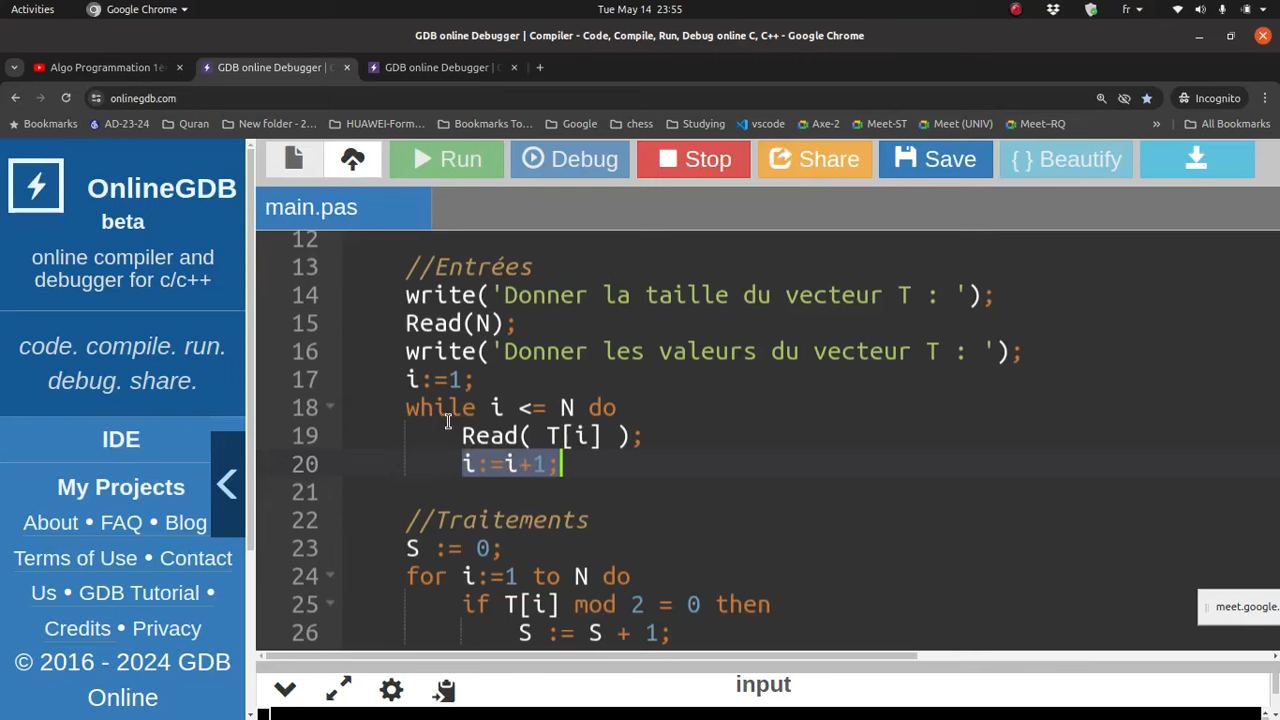 Activities Google Chrome Tue May 14 23:55 fr
GDB online Debugger | Compiler - Code, Compile, Run, Debug online C, C++ - Google Chrome
Algo Programation 1è GDB online Debugger | C GDB online Debugger | C
onlinegdb.com Incognito
Bookmarks AD-23-24 Quran New folder - 2... HUAWEI-Form... Bookmarks To... Google chess Studying vscode Axe-2 Meet-ST Meet (UNIV) Meet–RQ » All Bookmarks
Run Debug Stop Share Save { } Beautify
OnlineGDB
beta
online compiler and
debugger for c/c++
code. compile. run.
debug. share.
IDE
My Projects
About • FAQ • Blog
Terms of Use • Contact
Us • GDB Tutorial •
Credits • Privacy
© 2016 - 2024 GDB
Online
main.pas
12
13 //Entrées
14 write('Donner la taille du vecteur T : ');
15 Read(N);
16 write('Donner les valeurs du vecteur T : ');
17 i:=1;
18 while i <= N do
19 Read( T[i] );
20 i:=i+1;
21
22 //Traitements
23 S := 0;
24 for i:=1 to N do
25 if T[i] mod 2 = 0 then
26 S := S + 1;
meet.google.
input